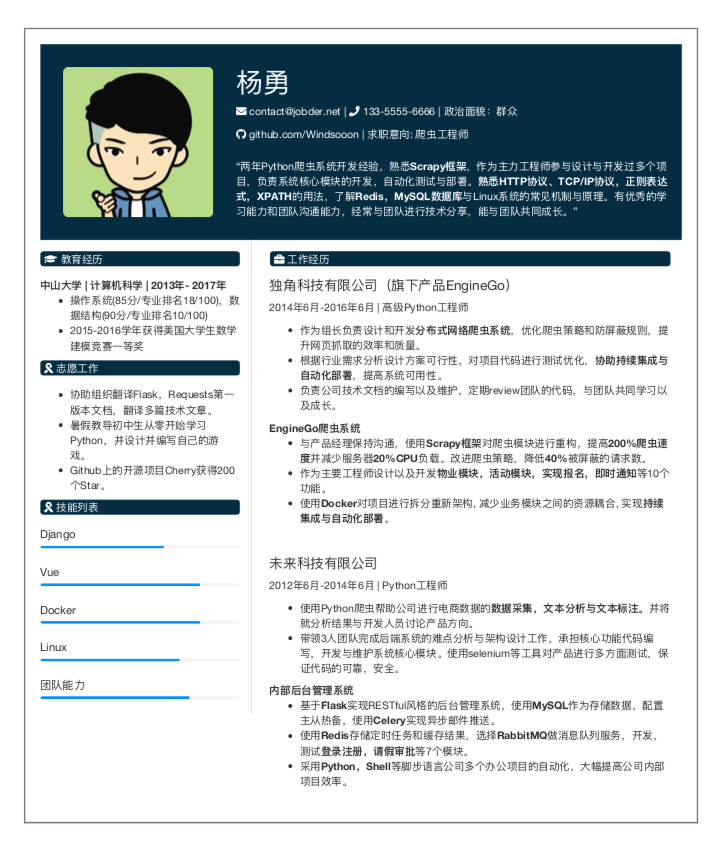 杨勇
contact@jobder.net | 133-5555-6666 | 政治面貌：群众
github.com/Windsooon | 求职意向: 爬虫工程师
“两年Python爬虫系统开发经验，熟悉Scrapy框架，作为主力工程师参与设计与开发过多个项
目，负责系统核心模块的开发，自动化测试与部署。熟悉HTTP协议、TCP/IP协议，正则表达
式，XPATH的用法，了解Redis，MySQL数据库与Linux系统的常见机制与原理。有优秀的学
习能力和团队沟通能力，经常与团队进行技术分享，能与团队共同成长。”
教育经历
中山大学 | 计算机科学 | 2013年- 2017年
操作系统(85分/专业排名18/100)，数
据结构(90分/专业排名10/100)
2015-2016学年获得美国大学生数学
建模竞赛一等奖
志愿工作
协助组织翻译Flask，Requests第一
版本文档，翻译多篇技术文章。
暑假教导初中生从零开始学习
Python，并设计并编写自己的游
戏。
Github上的开源项目Cherry获得200
个Star。
技能列表
Django
Vue
Docker
Linux
团队能力
工作经历
独角科技有限公司（旗下产品EngineGo）
2014年6月-2016年6月 | 高级Python工程师
作为组长负责设计和开发分布式网络爬虫系统，优化爬虫策略和防屏蔽规则，提
升网页抓取的效率和质量。
根据行业需求分析设计方案可行性，对项目代码进行测试优化，协助持续集成与
自动化部署，提高系统可用性。
负责公司技术文档的编写以及维护，定期review团队的代码，与团队共同学习以
及成长。
EngineGo爬虫系统
与产品经理保持沟通，使用Scrapy框架对爬虫模块进行重构，提高200%爬虫速
度并减少服务器20%CPU负载。改进爬虫策略，降低40%被屏蔽的请求数。
作为主要工程师设计以及开发物业模块，活动模块，实现报名，即时通知等10个
功能。
使用Docker对项目进行拆分重新架构, 减少业务模块之间的资源耦合, 实现持续
集成与自动化部署。
未来科技有限公司
2012年6月-2014年6月 | Python工程师
使用Python爬虫帮助公司进行电商数据的数据采集，文本分析与文本标注。并将
就分析结果与开发人员讨论产品方向。
带领3人团队完成后端系统的难点分析与架构设计工作，承担核心功能代码编
写，开发与维护系统核心模块。使用selenium等工具对产品进行多方面测试，保
证代码的可靠，安全。
内部后台管理系统
基于Flask实现RESTful风格的后台管理系统，使用MySQL作为存储数据，配置
主从热备，使用Celery实现异步邮件推送。
使用Redis存储定时任务和缓存结果，选择RabbitMQ做消息队列服务，开发，
测试登录注册，请假审批等7个模块。
采用Python，Shell等脚步语言公司多个办公项目的自动化，大幅提高公司内部
项目效率。